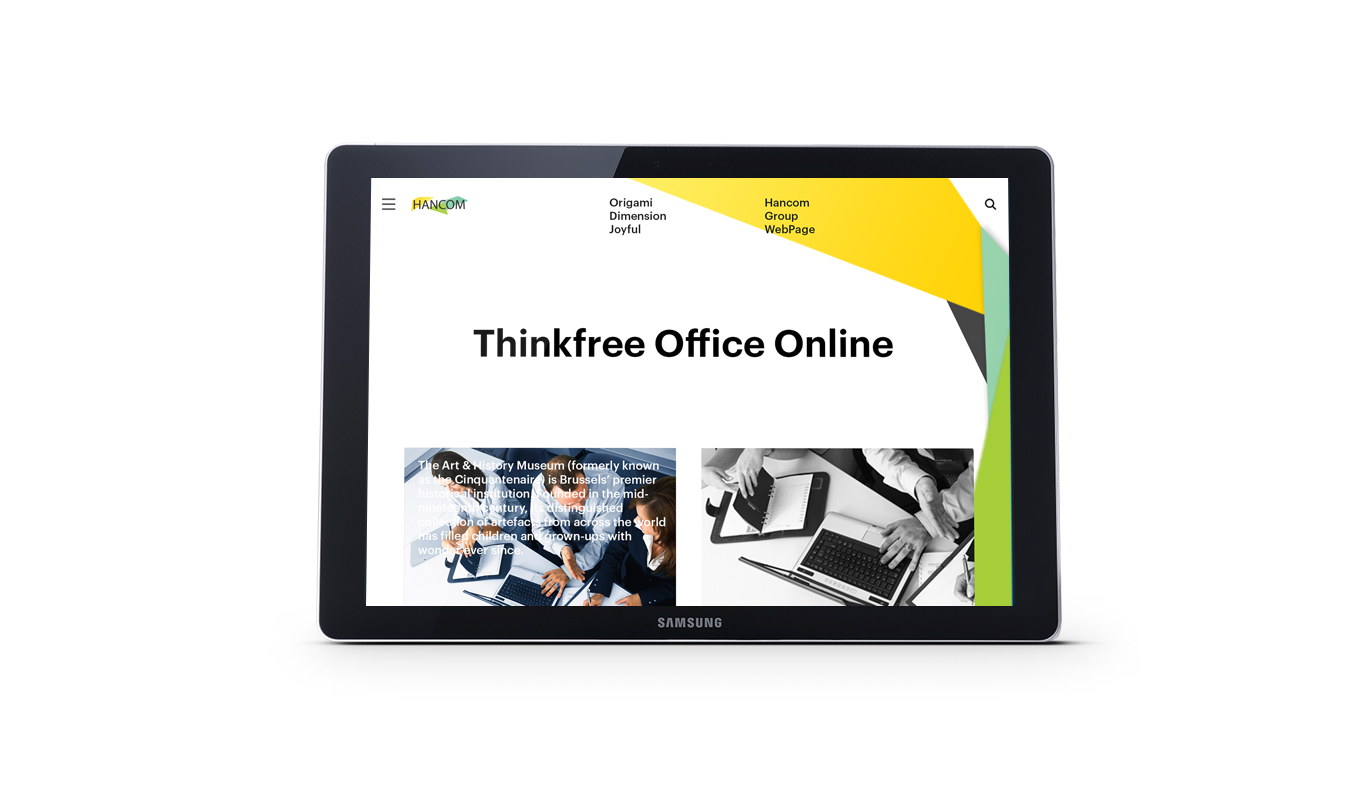 HANCOM
Origami
Dimension
Joyful
Hancom
Group
WebPage
Thinkfree Office Online
The Art & History Museum (formerly known
as the Cinquantenaire) is Brussels' premier
historical institution. Founded in the mid-
nineteenth century, its distinguished
collection of artefacts from across the world
has filled children and grown-ups with
wonder ever since.
SAMSUNG